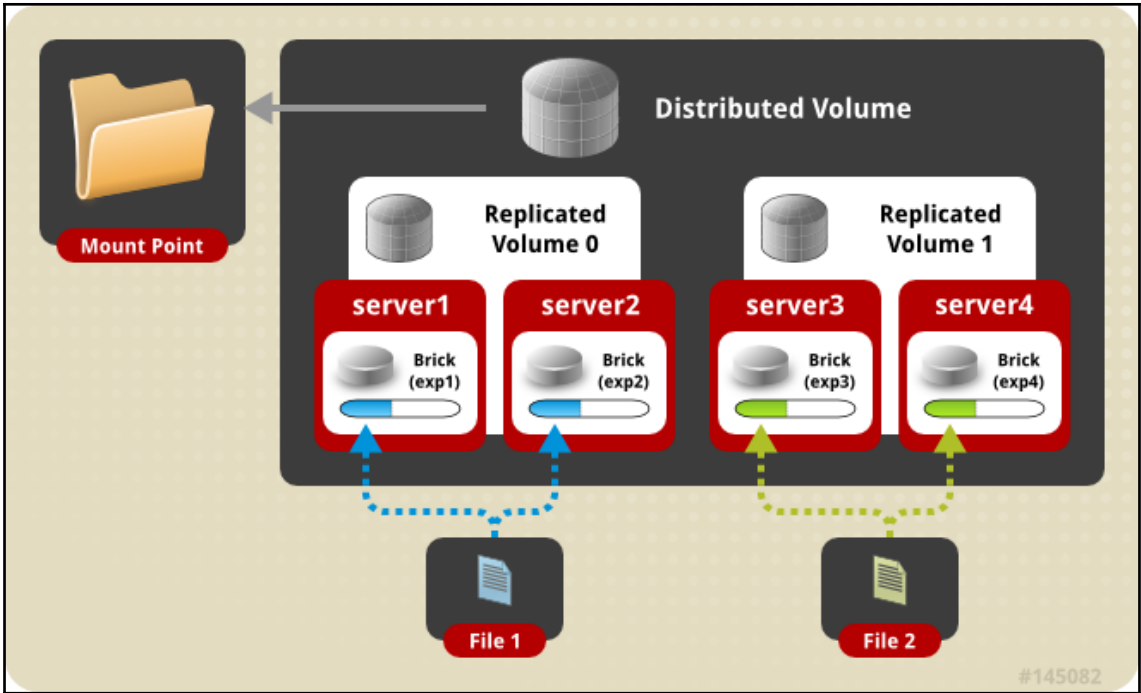 Distributed Volume
Mount Point
Replicated
Volume 0
Replicated
Volume 1
server1
server2
server3
server4
Brick
(exp1)
Brick
(exp2)
Brick
(exp3)
Brick
(exp4)
File 1
File 2
#145082